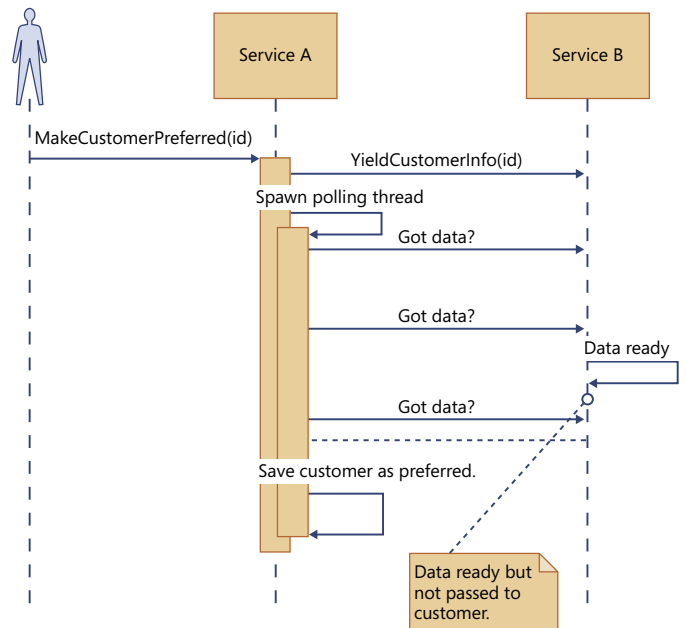 Service A
Service B
MakeCustomerPreferred(id)
YieldCustomerInfo(id)
Spawn polling thread
Got data?
Got data?
Data ready
Got data?
Save customer as preferred.
Data ready but
not passed to
customer.